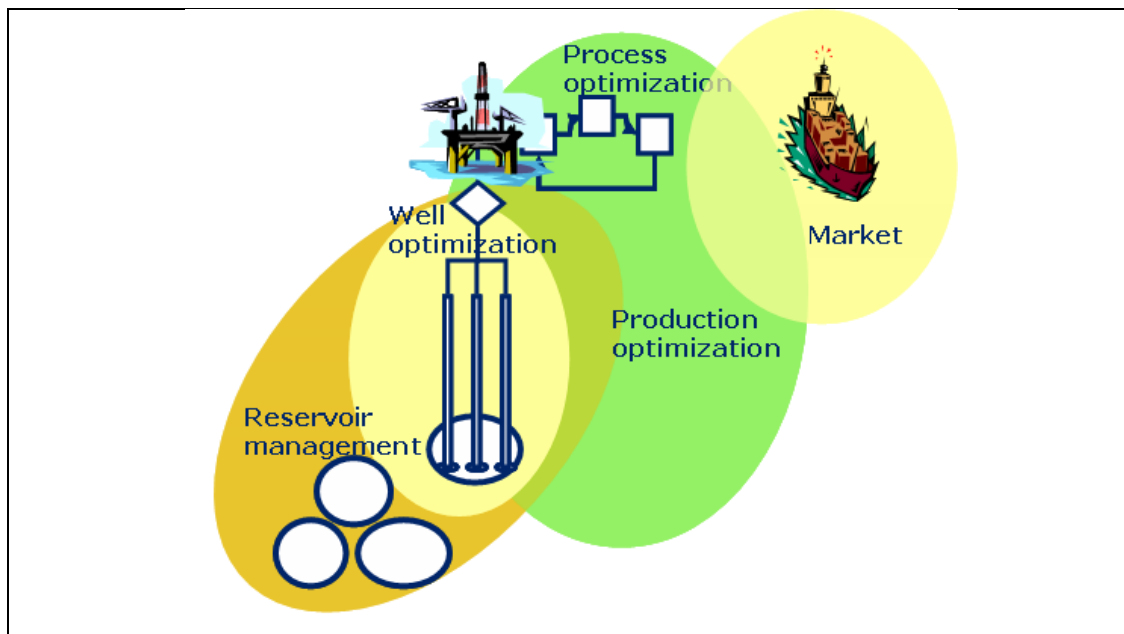 Process
optimization
Well
optimization
Market
Production
optimization
Reservoir
management